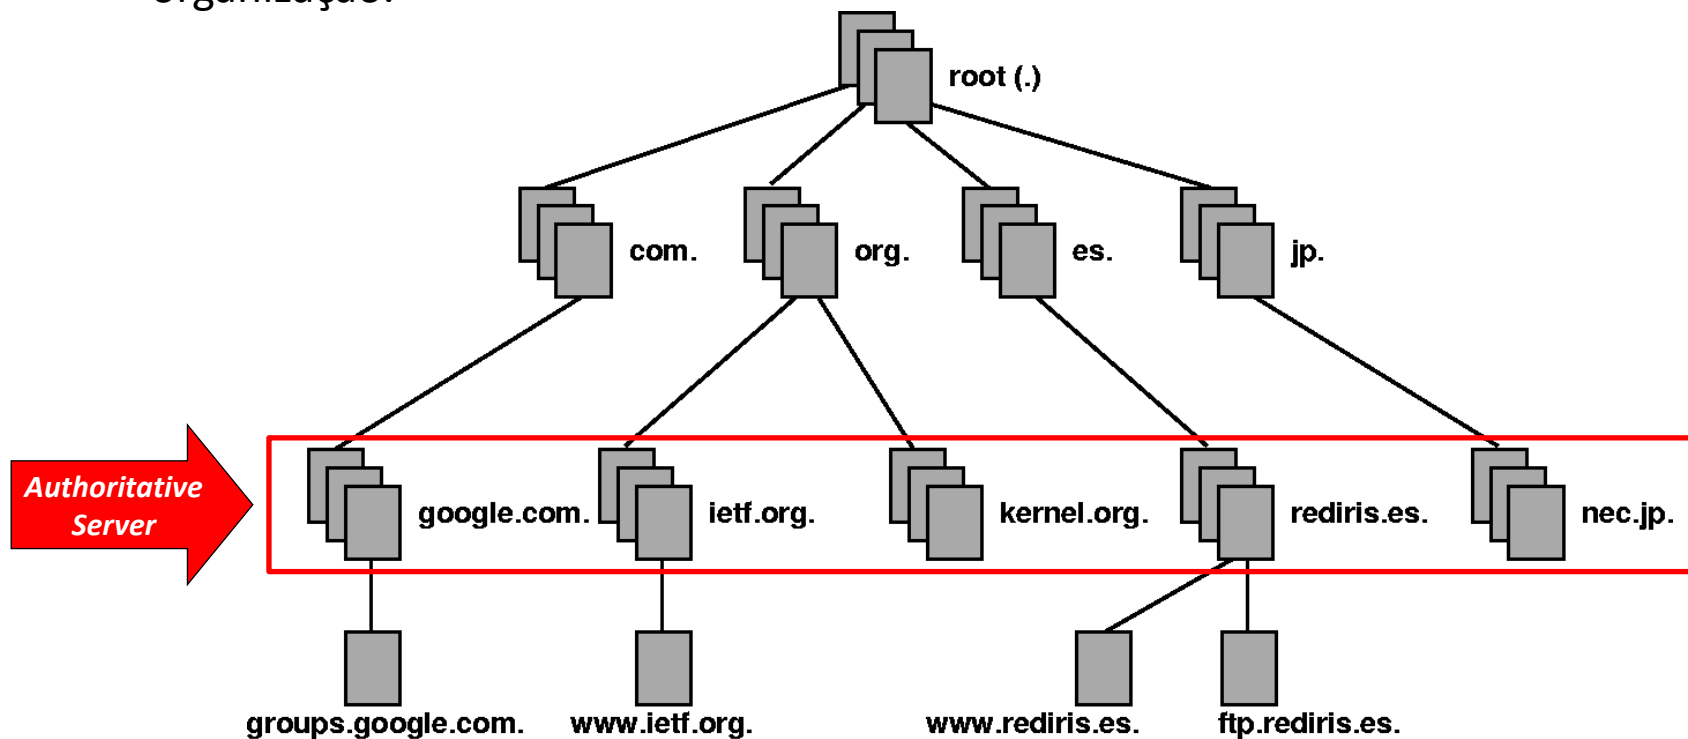 organização.
root (.)
com.
org.
es.
jp.
Authoritative
Server
google.com.
ietf.org.
kernel.org.
rediris.es.
nec.jp.
groups.google.com.
www.ietf.org.
www.rediris.es.
ftp.rediris.es.